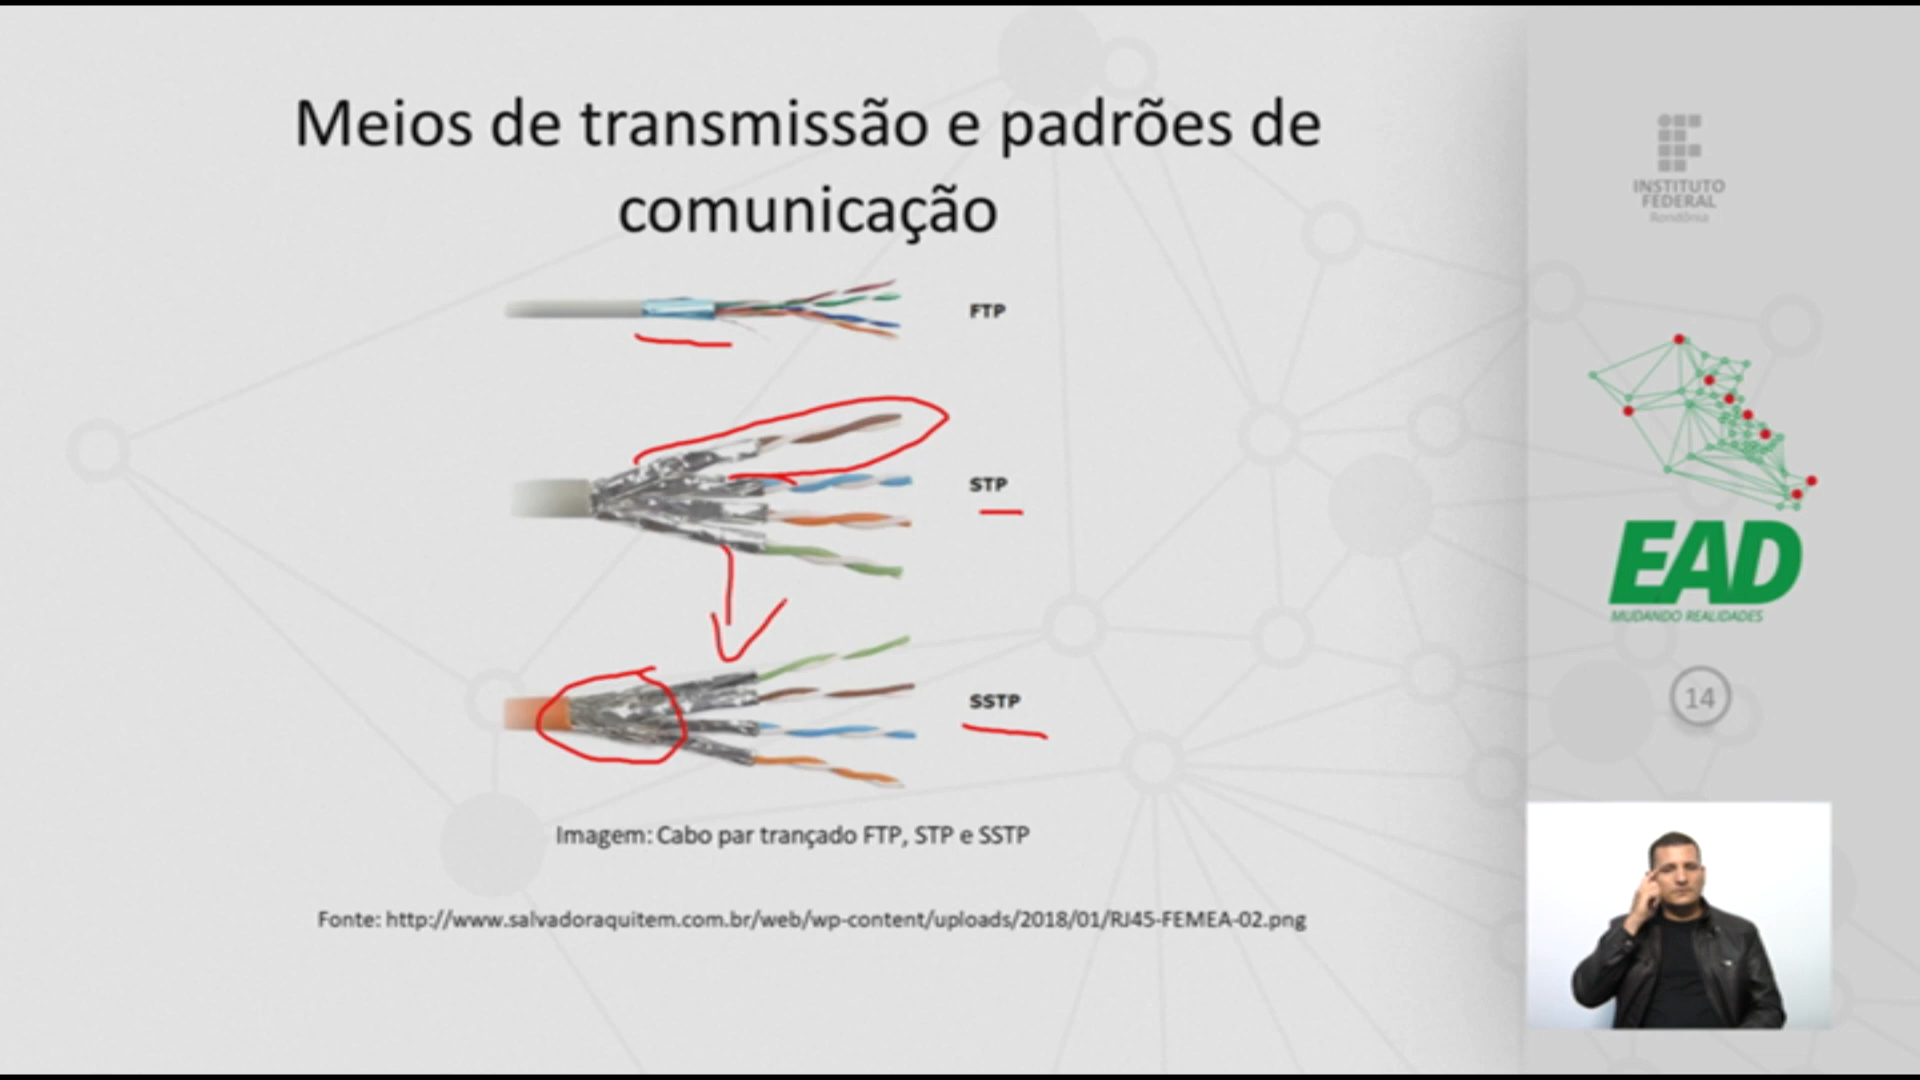 Meios de transmissão e padrões de
comunicação
FTP
STP
SSTP
Imagem: Cabo par trançado FTP, STP e SSTP
Fonte: http://www.salvadoraquitem.com.br/web/wp-content/uploads/2018/01/RJ45-FEMEA-02.png
INSTITUTO
FEDERAL
Rondônia
EAD
MUDANDO REALIDADES
14